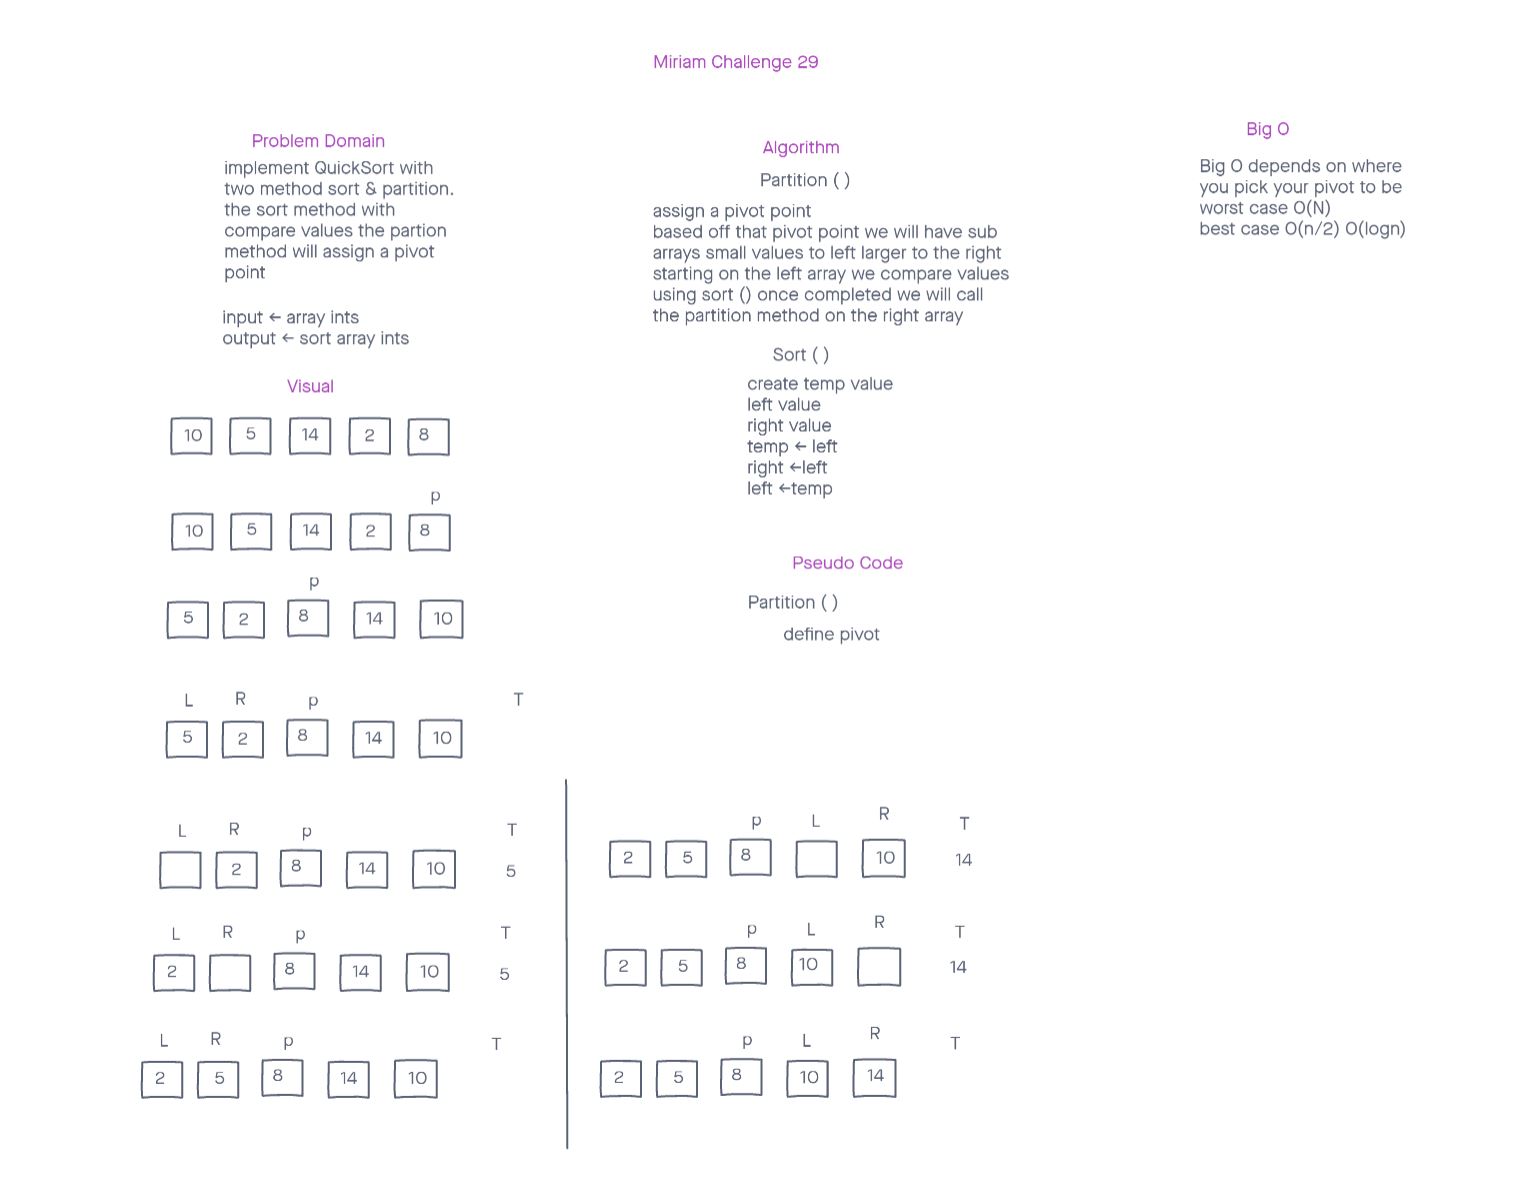 Miriam Challenge 29
Problem Domain
implement QuickSort with
two method sort & partition.
the sort method with
compare values the partion
method will assign a pivot
point
input ← array ints
output ← sort array ints
Visual
10 5 14 2 8
p
10 5 14 2 8
p
5 2 8 14 10
L R p T
5 2 8 14 10
L R p T
2 8 14 10 5
L R p T
2 8 14 10 5
L R p T
2 5 8 14 10
p L R T
2 5 8 10 14
p L R T
2 5 8 10 14
p L R T
2 5 8 10 14
Algorithm
Partition ( )
assign a pivot point
based off that pivot point we will have sub
arrays small values to left larger to the right
starting on the left array we compare values
using sort () once completed we will call
the partition method on the right array
Sort ( )
create temp value
left value
right value
temp ← left
right ←left
left ←temp
Pseudo Code
Partition ( )
define pivot
Big O
Big O depends on where
you pick your pivot to be
worst case O(N)
best case O(n/2) O(logn)